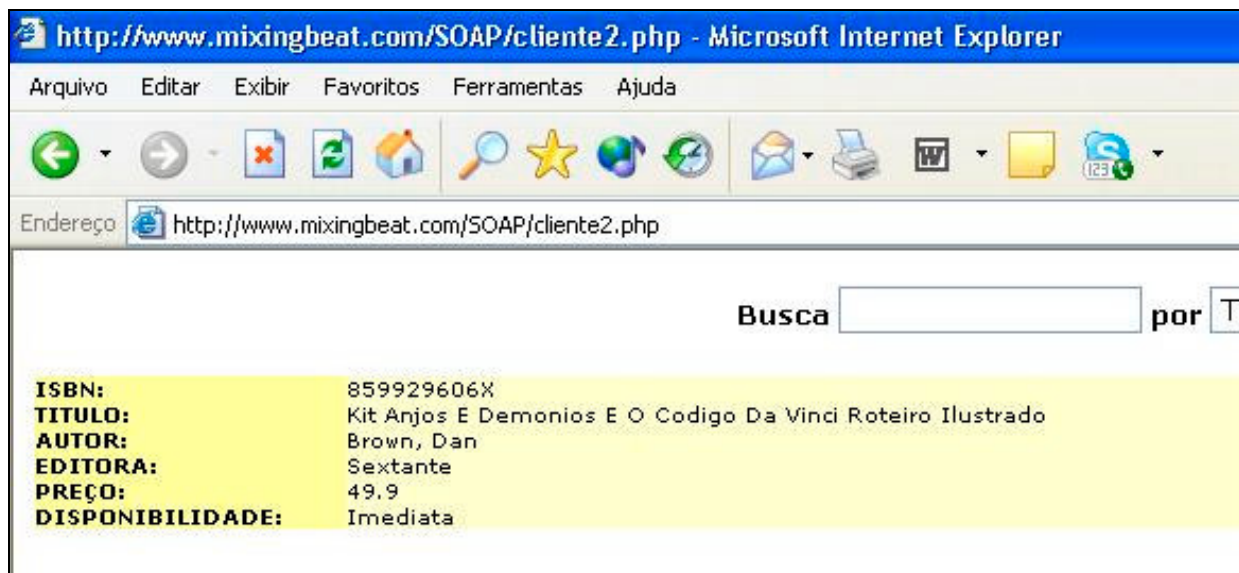 http://www.mixingbeat.com/SOAP/cliente2.php - Microsoft Internet Explorer
Arquivo Editar Exibir Favoritos Ferramentas Ajuda
W
123
Endereço http://www.mixingbeat.com/SOAP/cliente2.php
Busca por T
ISBN: 859929606X
TITULO: Kit Anjos E Demonios E O Codigo Da Vinci Roteiro Ilustrado
AUTOR: Brown, Dan
EDITORA: Sextante
PREÇO: 49.9
DISPONIBILIDADE: Imediata